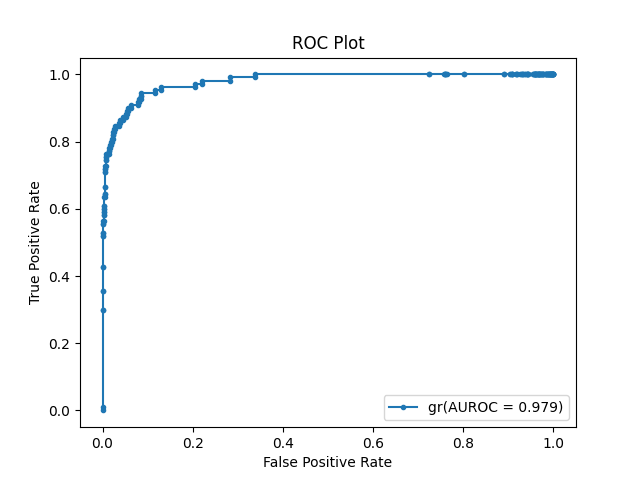 ROC Plot
True Positive Rate
1.0
0.8
0.6
0.4
0.2
0.0
0.0 0.2 0.4 0.6 0.8 1.0
False Positive Rate
gr(AUROC = 0.979)